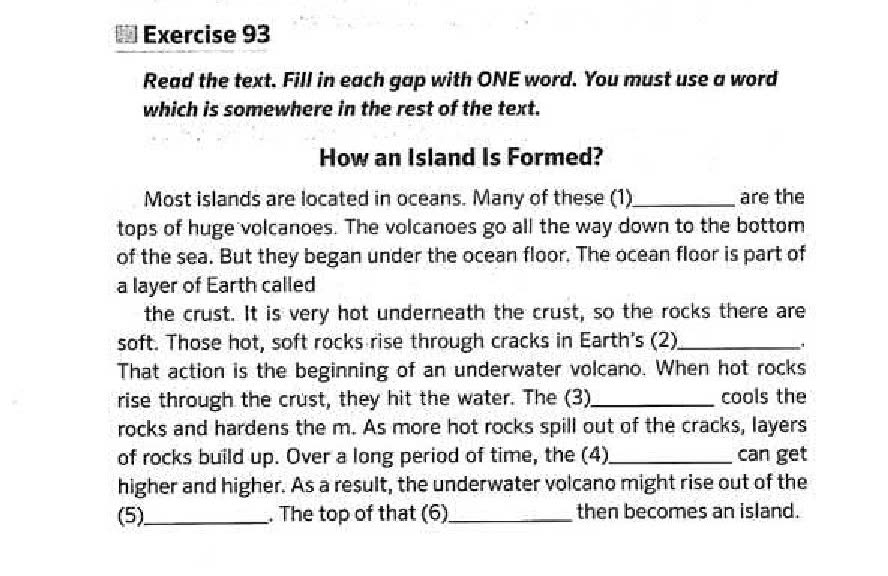 Exercise 93
Read the text. Fill in each gap with ONE word. You must use a word
which is somewhere in the rest of the text.
How an Island Is Formed?
Most islands are located in oceans. Many of these (1)__________ are the
tops of huge volcanoes. The volcanoes go all the way down to the bottom
of the sea. But they began under the ocean floor. The ocean floor is part of
a layer of Earth called
the crust. It is very hot underneath the crust, so the rocks there are
soft. Those hot, soft rocks rise through cracks in Earth's (2)____________.
That action is the beginning of an underwater volcano. When hot rocks
rise through the crust, they hit the water. The (3)____________ cools the
rocks and hardens the m. As more hot rocks spill out of the cracks, layers
of rocks build up. Over a long period of time, the (4)____________ can get
higher and higher. As a result, the underwater volcano might rise out of the
(5)____________. The top of that (6)____________ then becomes an island.